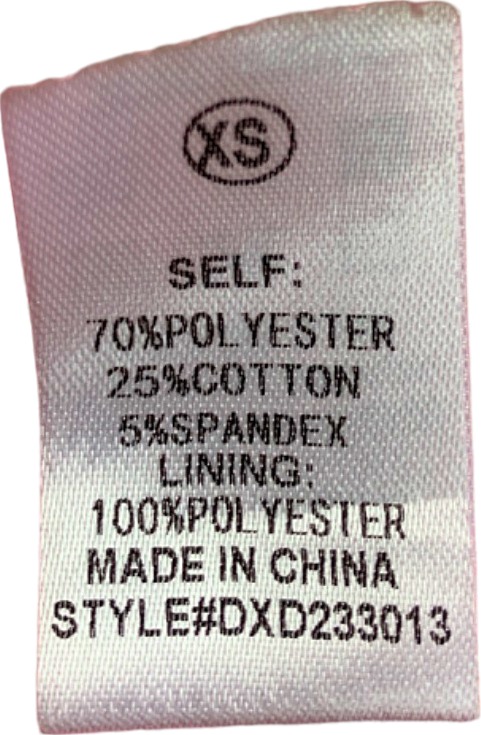 XS
SELF:
70%POLYESTER
25%COTTON
5%SPANDEX
LINING:
100%POLYESTER
MADE IN CHINA
STYLE#DXD233013